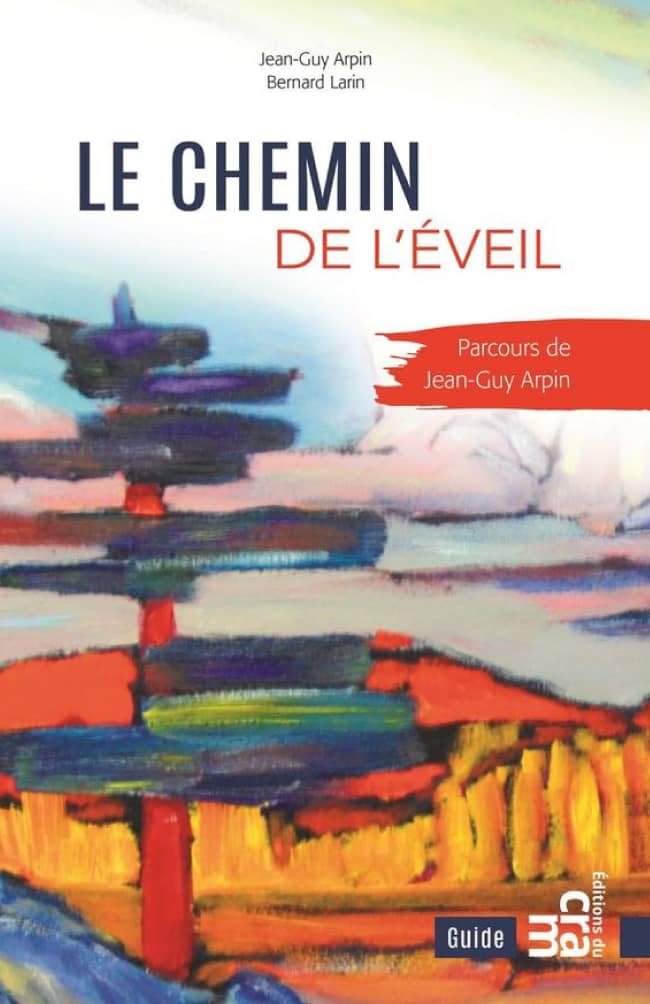 Jean-Guy Arpin
Bernard Larin
LE CHEMIN
DE L'ÉVEIL
Parcours de
Jean-Guy Arpin
Guide
Éditions du
cram